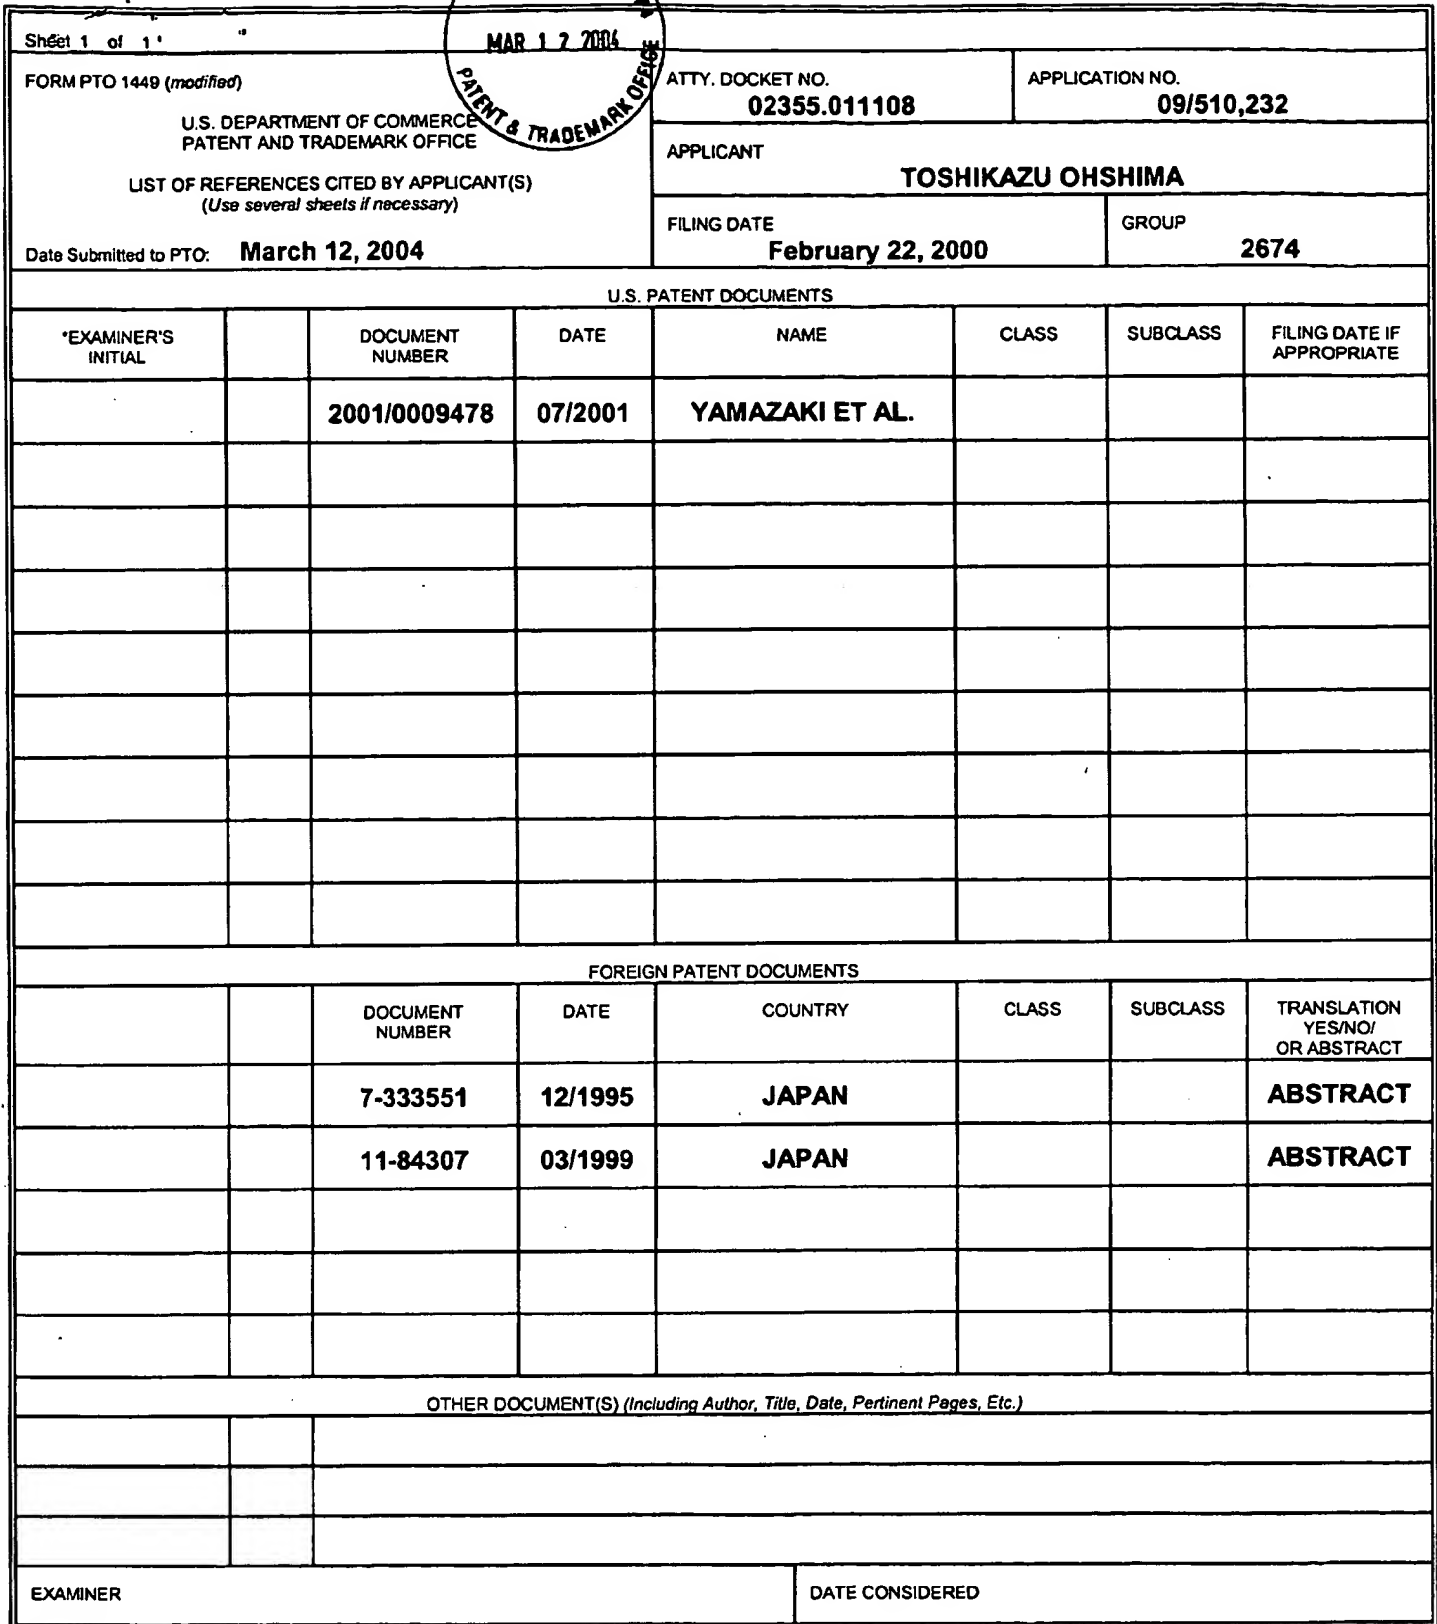 Sheet 1 of 1
MAR 12 2004
PATENT & TRADEMARK OFFICE
FORM PTO 1449 (modified)
U.S. DEPARTMENT OF COMMERCE
PATENT AND TRADEMARK OFFICE
LIST OF REFERENCES CITED BY APPLICANT(S)
(Use several sheets if necessary)
Date Submitted to PTO: March 12, 2004
ATTY. DOCKET NO.
02355.011108
APPLICATION NO.
09/510,232
APPLICANT
TOSHIKAZU OHSHIMA
FILING DATE
February 22, 2000
GROUP
2674
U.S. PATENT DOCUMENTS
*EXAMINER'S
INITIAL
DOCUMENT
NUMBER
DATE
NAME
CLASS
SUBCLASS
FILING DATE IF
APPROPRIATE
2001/0009478 07/2001 YAMAZAKI ET AL.
FOREIGN PATENT DOCUMENTS
DOCUMENT
NUMBER
DATE
COUNTRY
CLASS
SUBCLASS
TRANSLATION
YES/NO/
OR ABSTRACT
7-333551 12/1995 JAPAN ABSTRACT
11-84307 03/1999 JAPAN ABSTRACT
OTHER DOCUMENT(S) (Including Author, Title, Date, Pertinent Pages, Etc.)
EXAMINER
DATE CONSIDERED